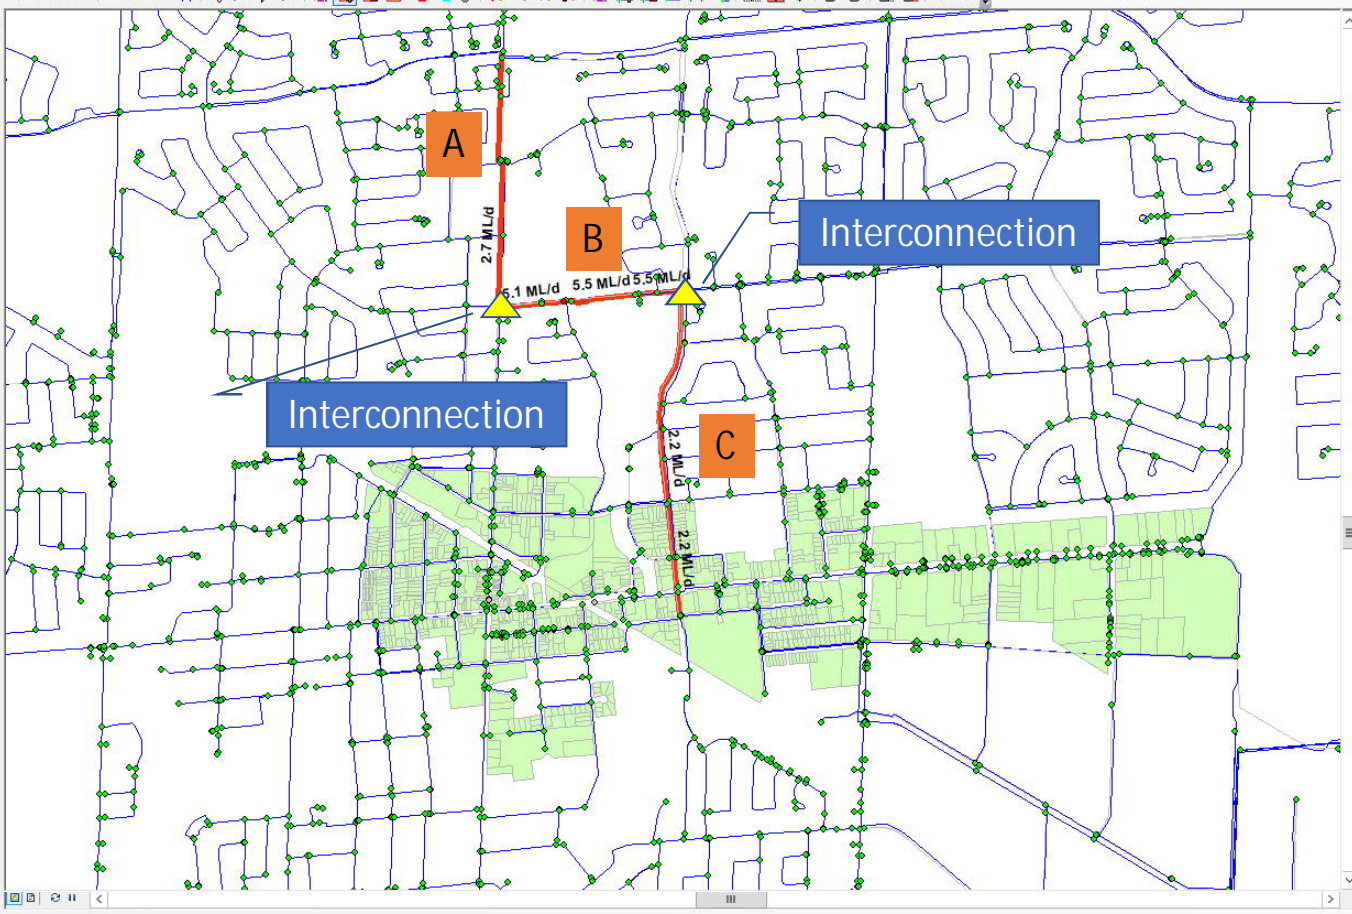 A
2.7 ML/d
B
Interconnection
5.1 ML/d
5.5 ML/d
5.5 ML/d
Interconnection
C
2.2 ML/d
2.2 ML/d